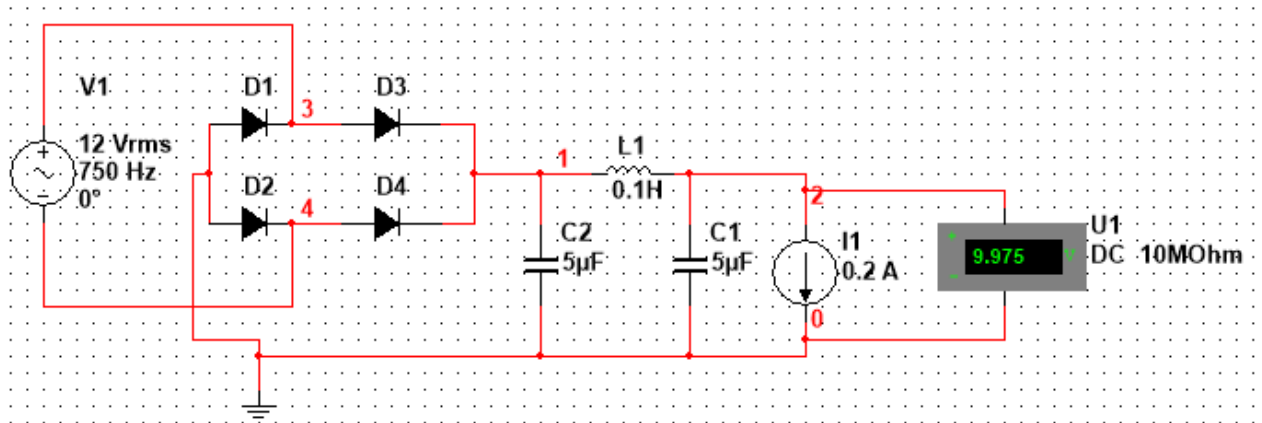 V1
12 Vrms
750 Hz
0°
D1
D3
3
D2
D4
4
1
L1
0.1H
C2
5µF
C1
5µF
2
I1
0.2 A
0
+
-
9.975
V
U1
DC 10MOhm